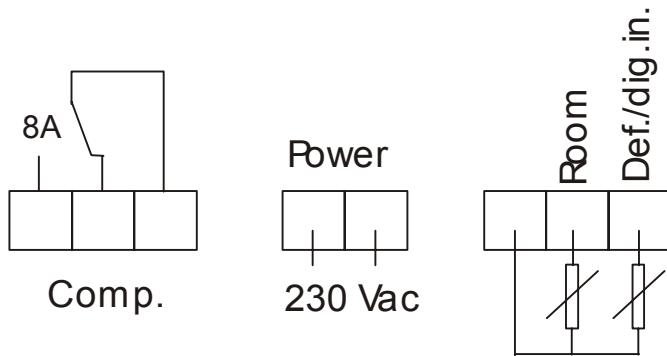 8A
Comp.
Power
230 Vac
Room
Def./dig.in.